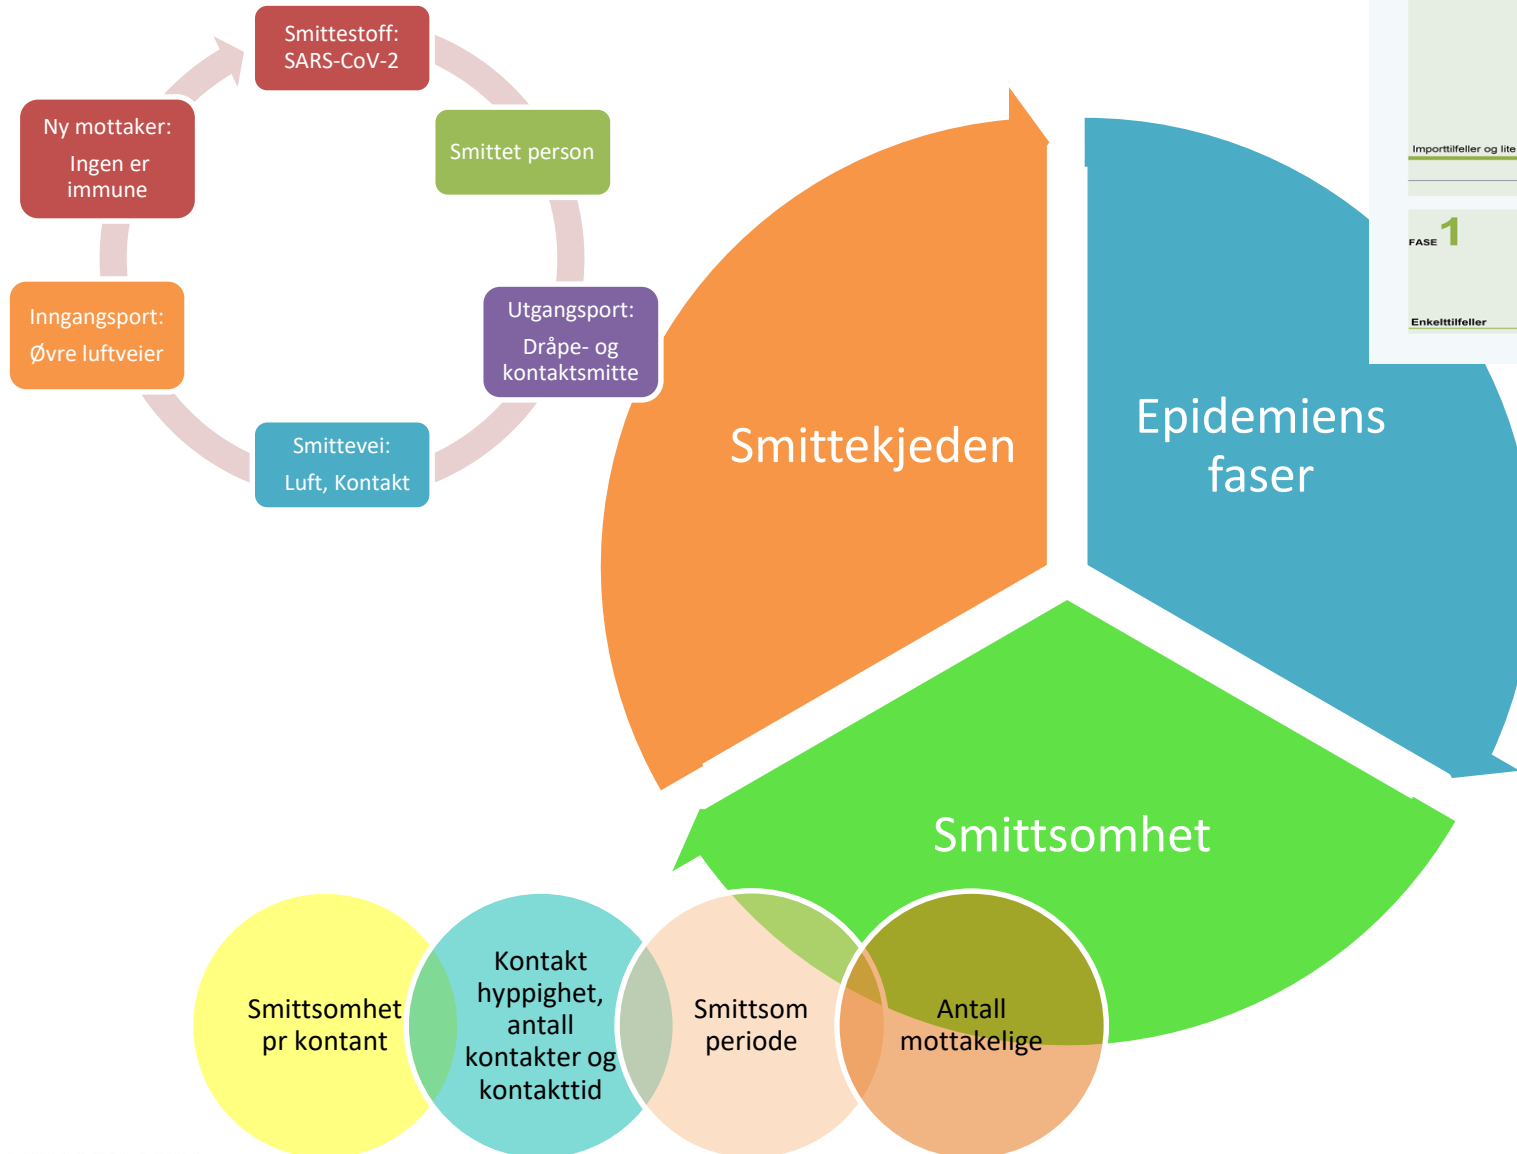 Smittestoff:
SARS-CoV-2
Smittet person
Utgangsport:
Dråpe- og
kontaktsmitte
Smittevei:
Luft, Kontakt
Inngangsport:
Øvre luftveier
Ny mottaker:
Ingen er
immune
Smittekjeden
Epidemiens
faser
Smittsomhet
Importtilfeller og lite
FASE 1
Enkelttilfeller
Smittsomhet
pr kontant
Kontakt
hyppighet,
antall
kontakter og
kontakttid
Smittsom
periode
Antall
mottakelige